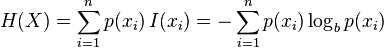 H(X) = \sum_{i=1}^{n} p(x_i) I(x_i) = -\sum_{i=1}^{n} p(x_i) \log_b p(x_i)